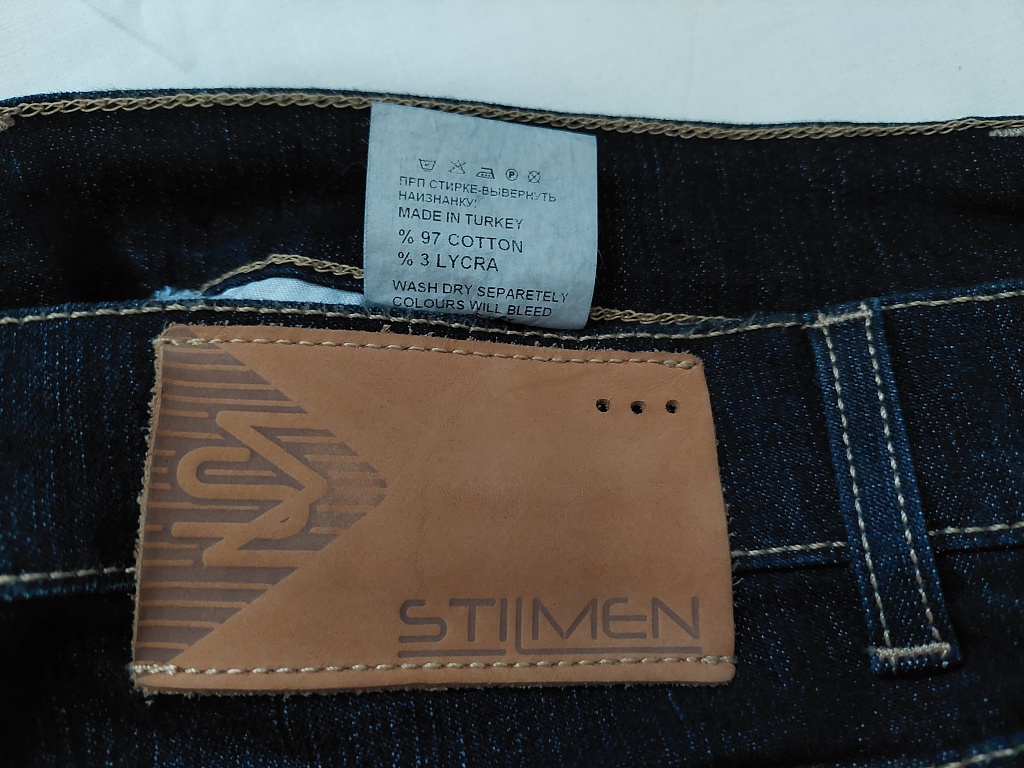 ПРП СТИРКЕ-ВЫВЕРНУТЬ
НАИЗНАНКУ!
MADE IN TURKEY
% 97 COTTON
% 3 LYCRA
WASH DRY SEPARETELY
COLOURS WILL BLEED
STILMEN